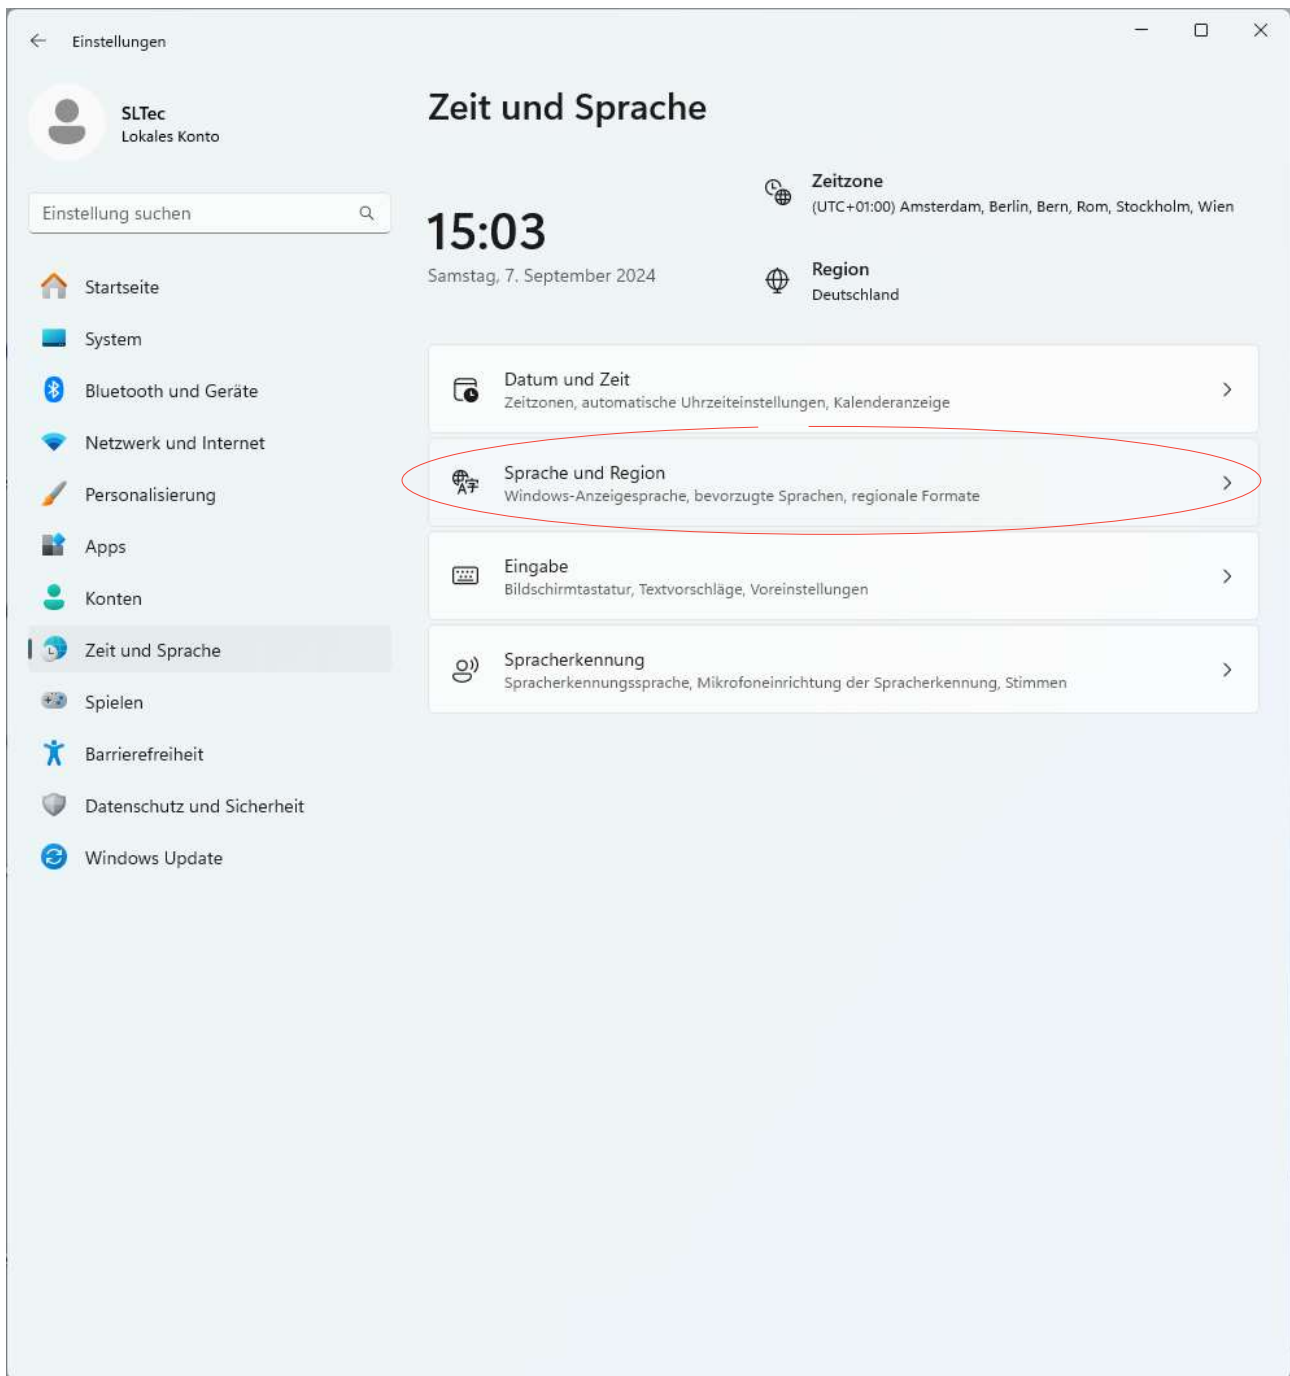 Einstellungen
SLTec
Lokales Konto
Einstellung suchen
Startseite
System
Bluetooth und Geräte
Netzwerk und Internet
Personalisierung
Apps
Konten
Zeit und Sprache
Spielen
Barrierefreiheit
Datenschutz und Sicherheit
Windows Update
Zeit und Sprache
15:03
Samstag, 7. September 2024
Zeitzone
(UTC+01:00) Amsterdam, Berlin, Bern, Rom, Stockholm, Wien
Region
Deutschland
Datum und Zeit
Zeitzonen, automatische Uhrzeiteinstellungen, Kalenderanzeige
Sprache und Region
Windows-Anzeigesprache, bevorzugte Sprachen, regionale Formate
Eingabe
Bildschirmtastatur, Textvorschläge, Voreinstellungen
Spracherkennung
Spracherkennungssprache, Mikrofoneinrichtung der Spracherkennung, Stimmen